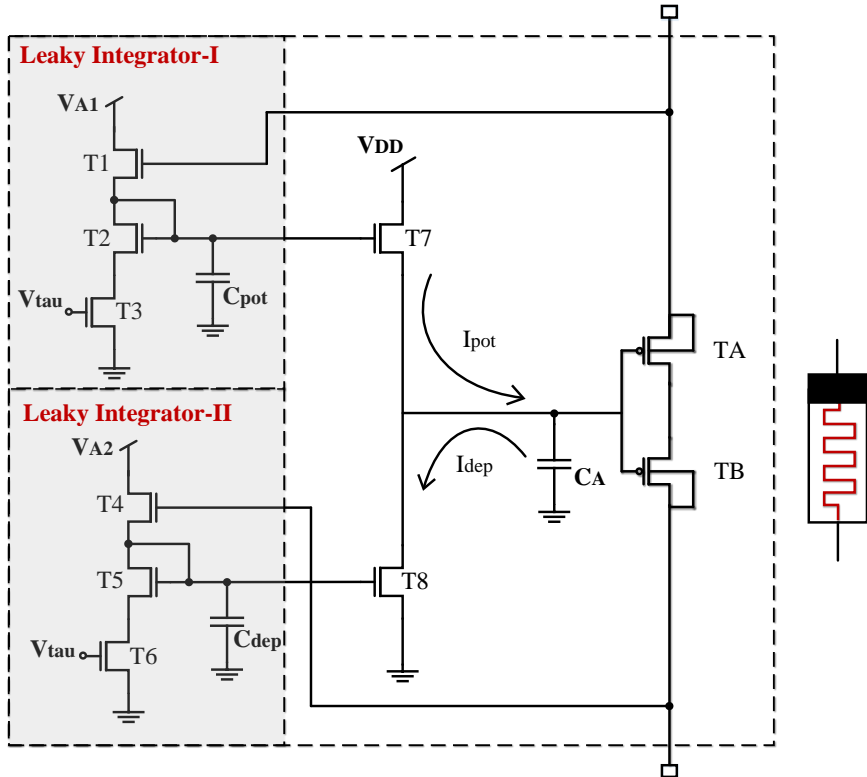 Leaky Integrator-I
VA1
T1
VDD
T2
T7
Vtau
T3
Cpot
Ipot
TA
Leaky Integrator-II
VA2
Idep
CA
TB
T4
T5
T8
Cdep
Vtau
T6